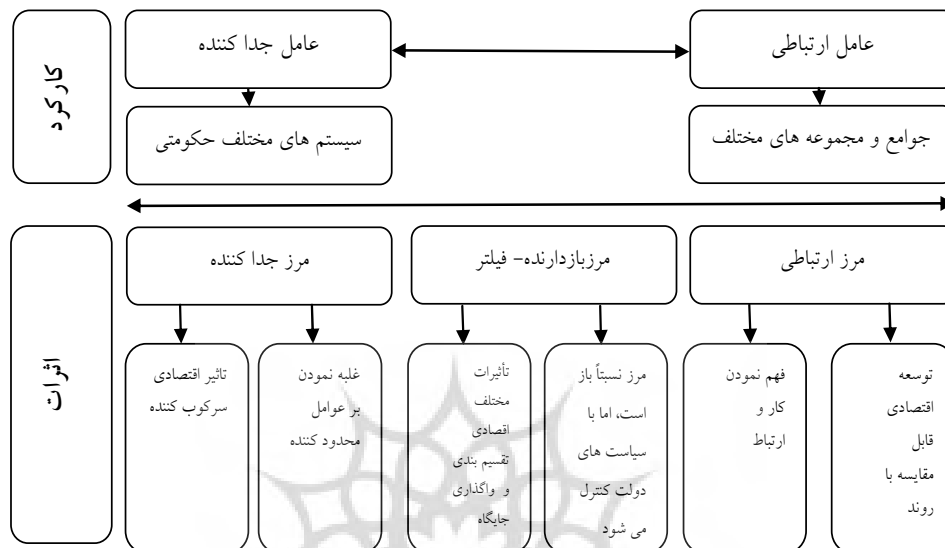 کارکرد
عامل ارتباطی
عامل جدا کننده
جوامع و مجموعه های مختلف
سیستم های مختلف حکومتی
اثرات
مرز ارتباطی
مرزبازدارنده- فیلتر
مرز جدا کننده
توسعه
اقتصادی
قابل
مقایسه با
روند
فهم نمودن
کار و
ارتباط
مرز نسبتاً باز
است، اما با
سیاست های
دولت کنترل
می شود
تأثیرات
مختلف
اقصادی
تقسیم بندی
و واگذاری
جایگاه
غلبه نمودن
بر عوامل
محدود کننده
تاثیر اقتصادی
سرکوب کننده